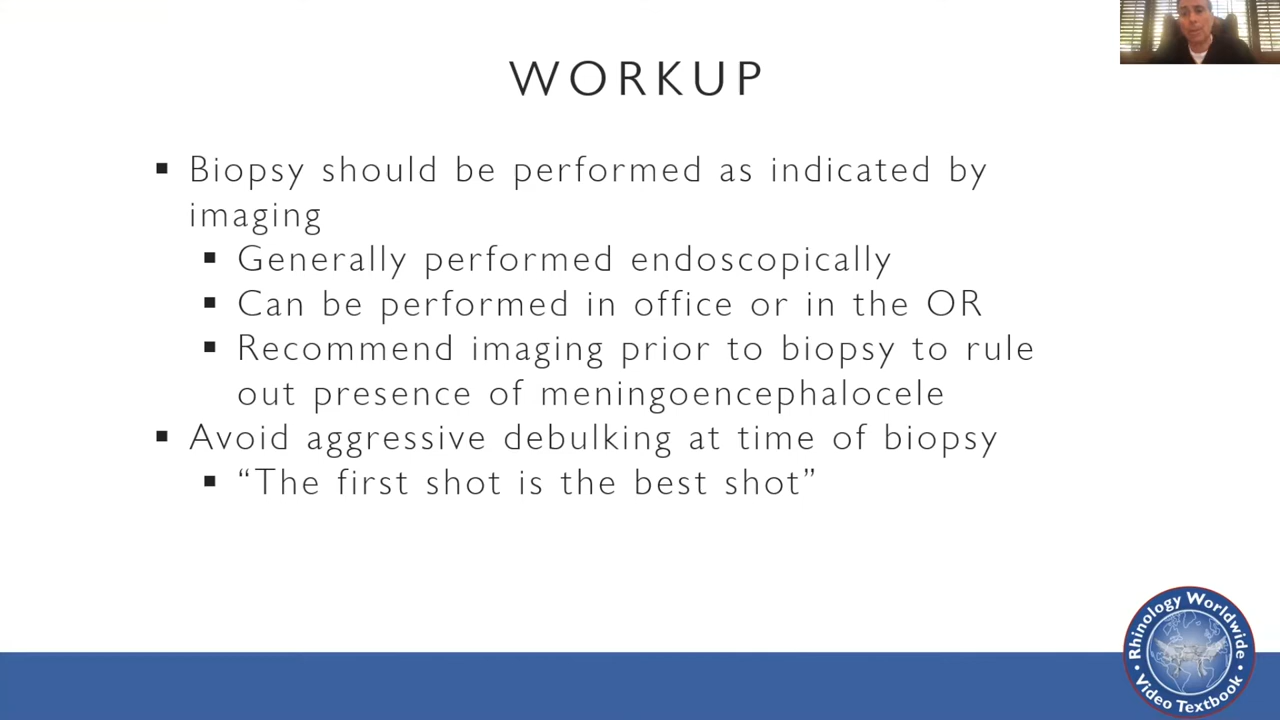 WORKUP
▪ Biopsy should be performed as indicated by
imaging
▪ Generally performed endoscopically
▪ Can be performed in office or in the OR
▪ Recommend imaging prior to biopsy to rule
out presence of meningoencephalocele
▪ Avoid aggressive debulking at time of biopsy
▪ “The first shot is the best shot”
Rhinology Worldwide
• Video Textbook •